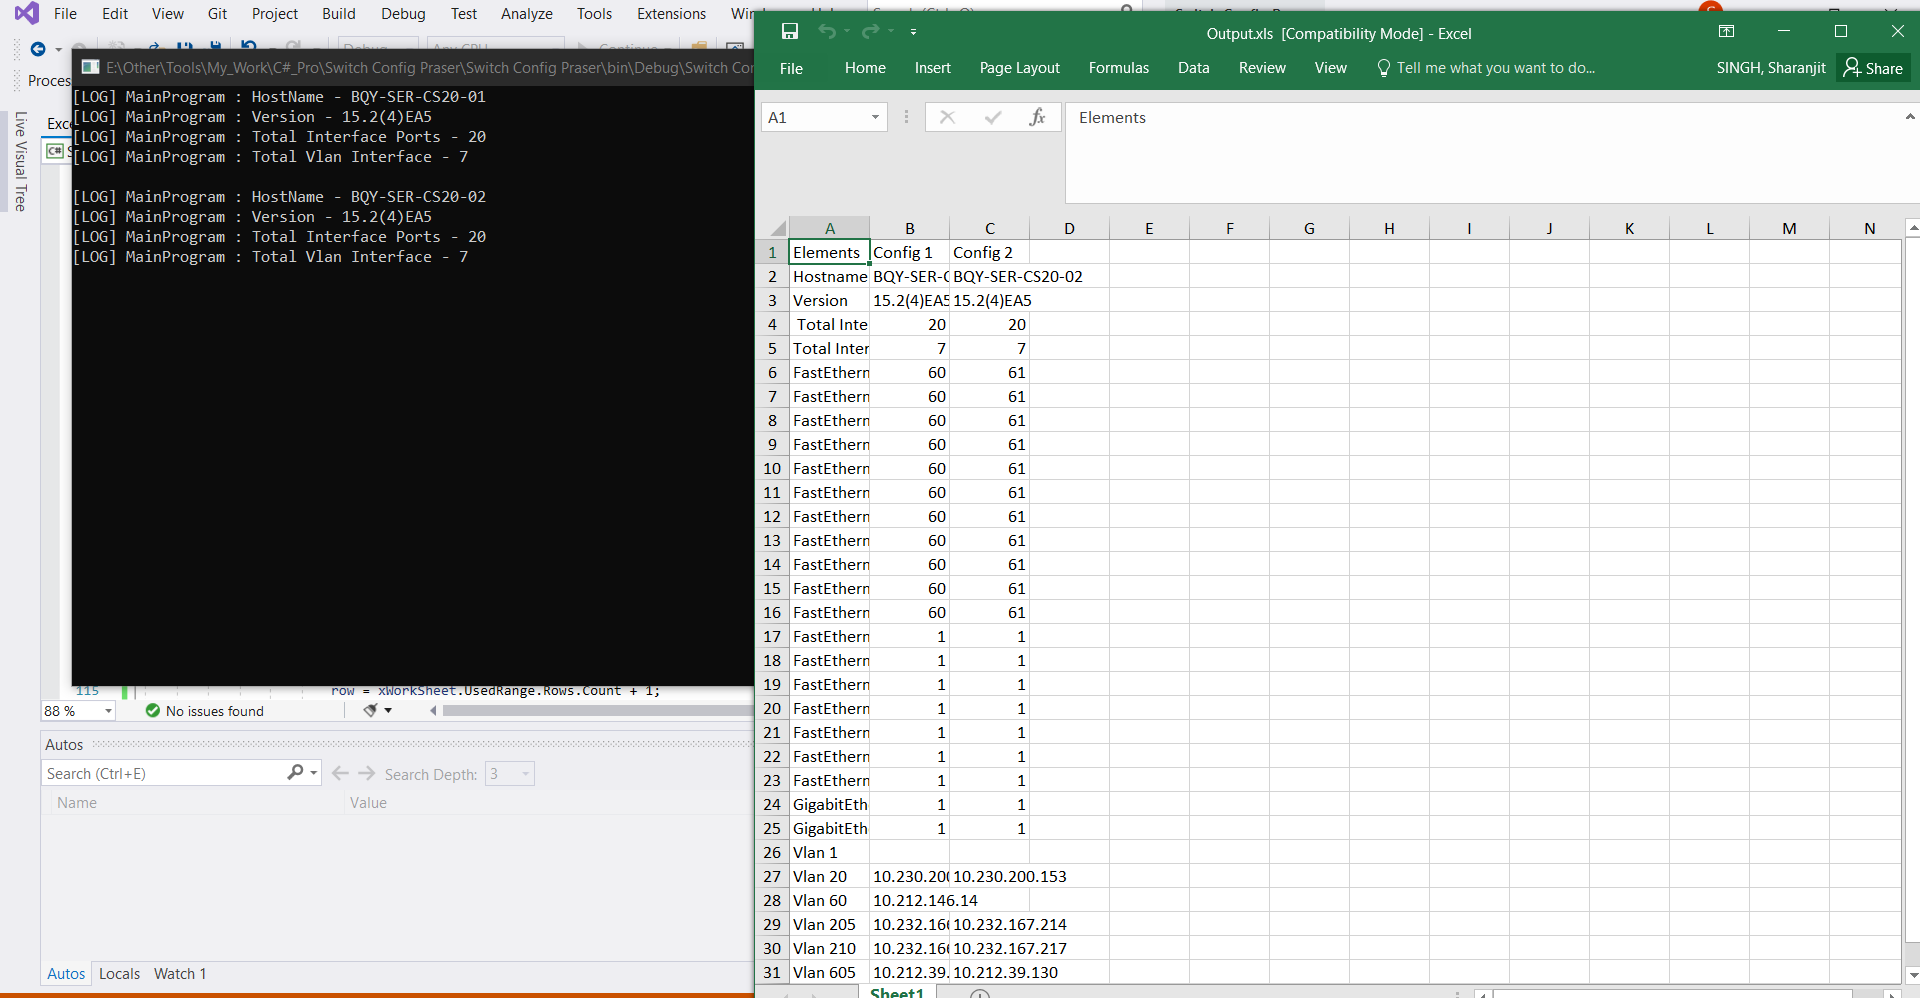 File Edit View Git Project Build Debug Test Analyze Tools Extensions
Proces
Live Visual Tree
E:\Other\Tools\My_Work\C#_Pro\Switch Config Praser\Switch Config Praser\bin\Debug\Switch Con
[LOG] MainProgram : HostName - BQY-SER-CS20-01
[LOG] MainProgram : Version - 15.2(4)EA5
[LOG] MainProgram : Total Interface Ports - 20
[LOG] MainProgram : Total Vlan Interface - 7
[LOG] MainProgram : HostName - BQY-SER-CS20-02
[LOG] MainProgram : Version - 15.2(4)EA5
[LOG] MainProgram : Total Interface Ports - 20
[LOG] MainProgram : Total Vlan Interface - 7
115 row = xWorkSheet.UsedRange.Rows.Count + 1;
88 % No issues found
Autos
Search (Ctrl+E) Search Depth: 3
Name Value
Autos Locals Watch 1
Output.xls [Compatibility Mode] - Excel
File Home Insert Page Layout Formulas Data Review View Tell me what you want to do... SINGH, Sharanjit Share
A1 fx Elements
A B C D E F G H I J K L M N
1 Elements Config 1 Config 2
2 Hostname BQY-SER-C BQY-SER-CS20-02
3 Version 15.2(4)EA5 15.2(4)EA5
4 Total Inte 20 20
5 Total Inter 7 7
6 FastEthern 60 61
7 FastEthern 60 61
8 FastEthern 60 61
9 FastEthern 60 61
10 FastEthern 60 61
11 FastEthern 60 61
12 FastEthern 60 61
13 FastEthern 60 61
14 FastEthern 60 61
15 FastEthern 60 61
16 FastEthern 60 61
17 FastEthern 1 1
18 FastEthern 1 1
19 FastEthern 1 1
20 FastEthern 1 1
21 FastEthern 1 1
22 FastEthern 1 1
23 FastEthern 1 1
24 GigabitEth 1 1
25 GigabitEth 1 1
26 Vlan 1
27 Vlan 20 10.230.200 10.230.200.153
28 Vlan 60 10.212.146.14
29 Vlan 205 10.232.16 10.232.167.214
30 Vlan 210 10.232.16 10.232.167.217
31 Vlan 605 10.212.39. 10.212.39.130
Sheet1